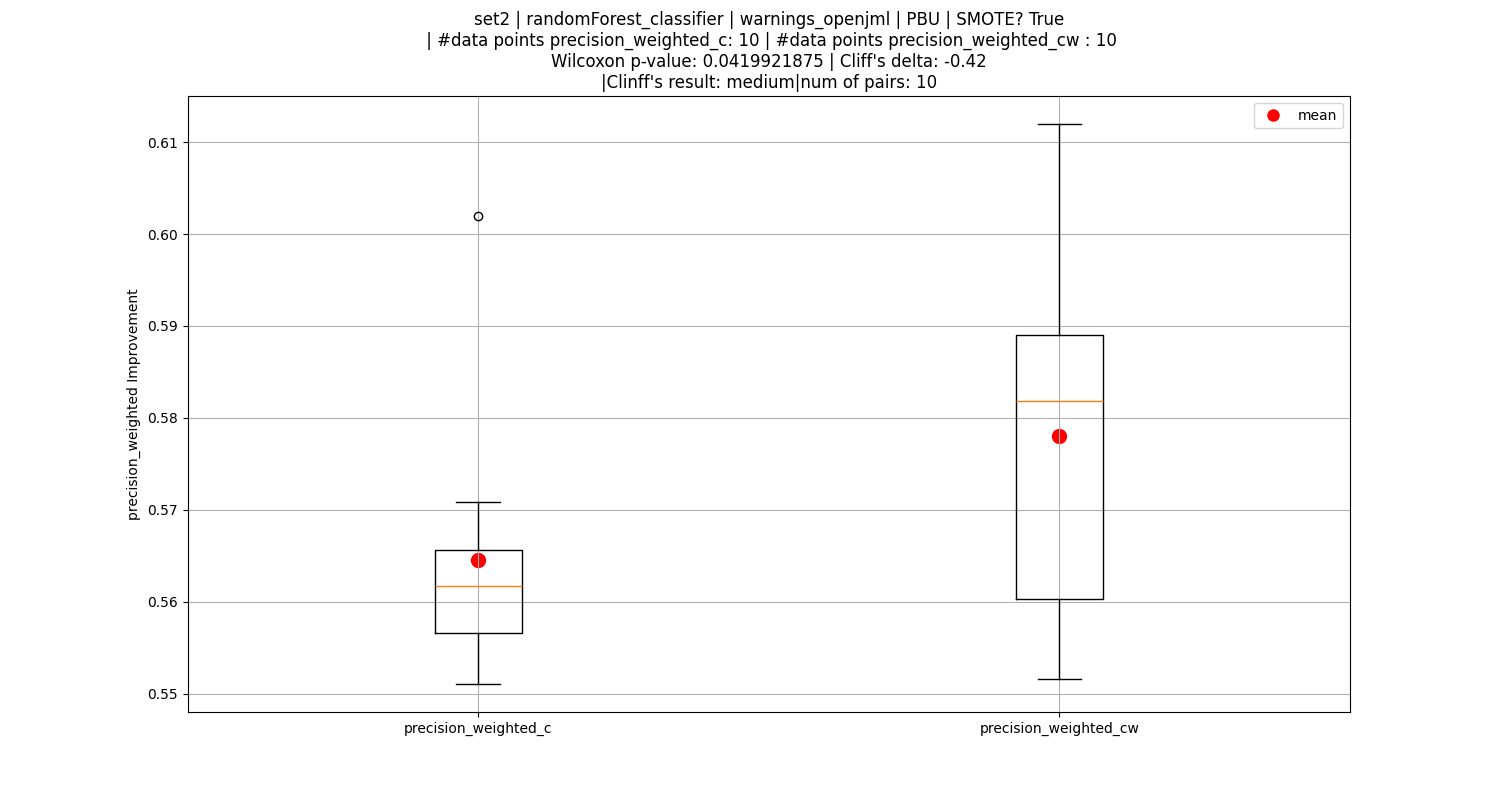 set2 | randomForest_classifier | warnings_openjml | PBU | SMOTE? True
| #data points precision_weighted_c: 10 | #data points precision_weighted_cw : 10
Wilcoxon p-value: 0.0419921875 | Cliff's delta: -0.42
|Clinff's result: medium|num of pairs: 10
mean
0.61
0.60
0.59
0.58
0.57
0.56
0.55
precision_weighted Improvement
precision_weighted_c
precision_weighted_cw